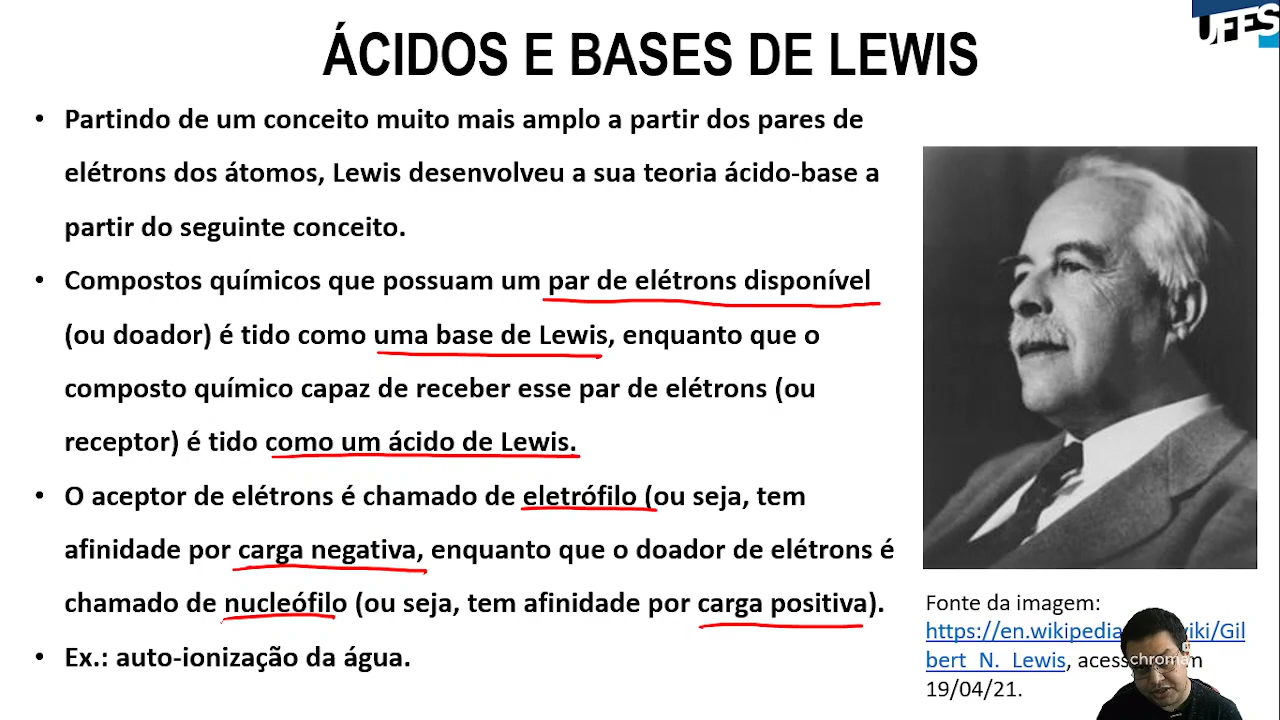 UFES
ÁCIDOS E BASES DE LEWIS
• Partindo de um conceito muito mais amplo a partir dos pares de
elétrons dos átomos, Lewis desenvolveu a sua teoria ácido-base a
partir do seguinte conceito.
• Compostos químicos que possuam um par de elétrons disponível
(ou doador) é tido como uma base de Lewis, enquanto que o
composto químico capaz de receber esse par de elétrons (ou
receptor) é tido como um ácido de Lewis.
• O aceptor de elétrons é chamado de eletrófilo (ou seja, tem
afinidade por carga negativa, enquanto que o doador de elétrons é
chamado de nucleófilo (ou seja, tem afinidade por carga positiva).
• Ex.: auto-ionização da água.
Fonte da imagem:
https://en.wikipedia iki/Gil
bert_N._Lewis,
19/04/21.